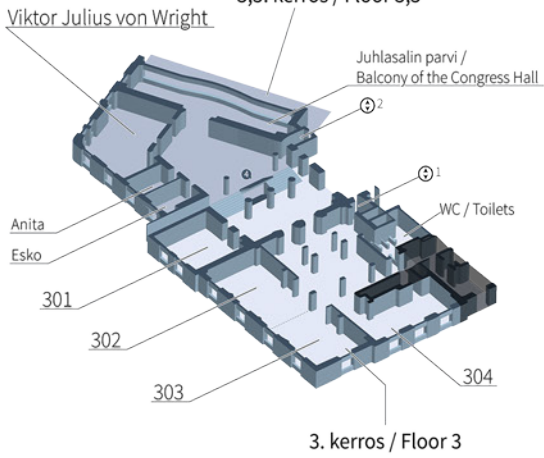 Viktor Julius von Wright
Juhlasalin parvi /
Balcony of the Congress Hall
2
1
WC / Toilets
Anita
Esko
301
302
303
304
3. kerros / Floor 3